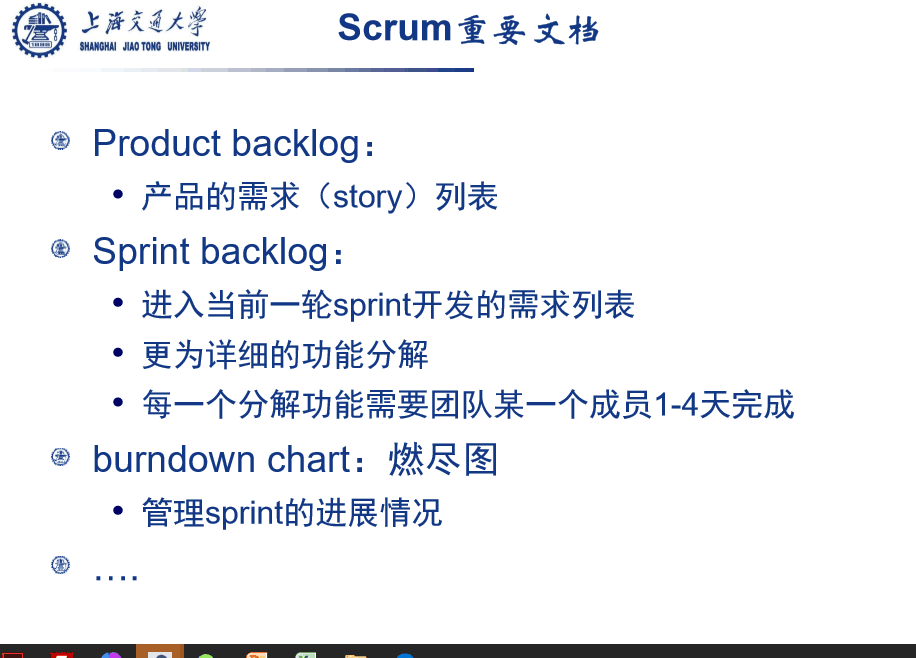 上海交通大学
SHANGHAI JIAO TONG UNIVERSITY
Scrum重要文档
Product backlog：
• 产品的需求（story）列表
Sprint backlog：
• 进入当前一轮sprint开发的需求列表
• 更为详细的功能分解
• 每一个分解功能需要团队某一个成员1-4天完成
burndown chart：燃尽图
• 管理sprint的进展情况
….